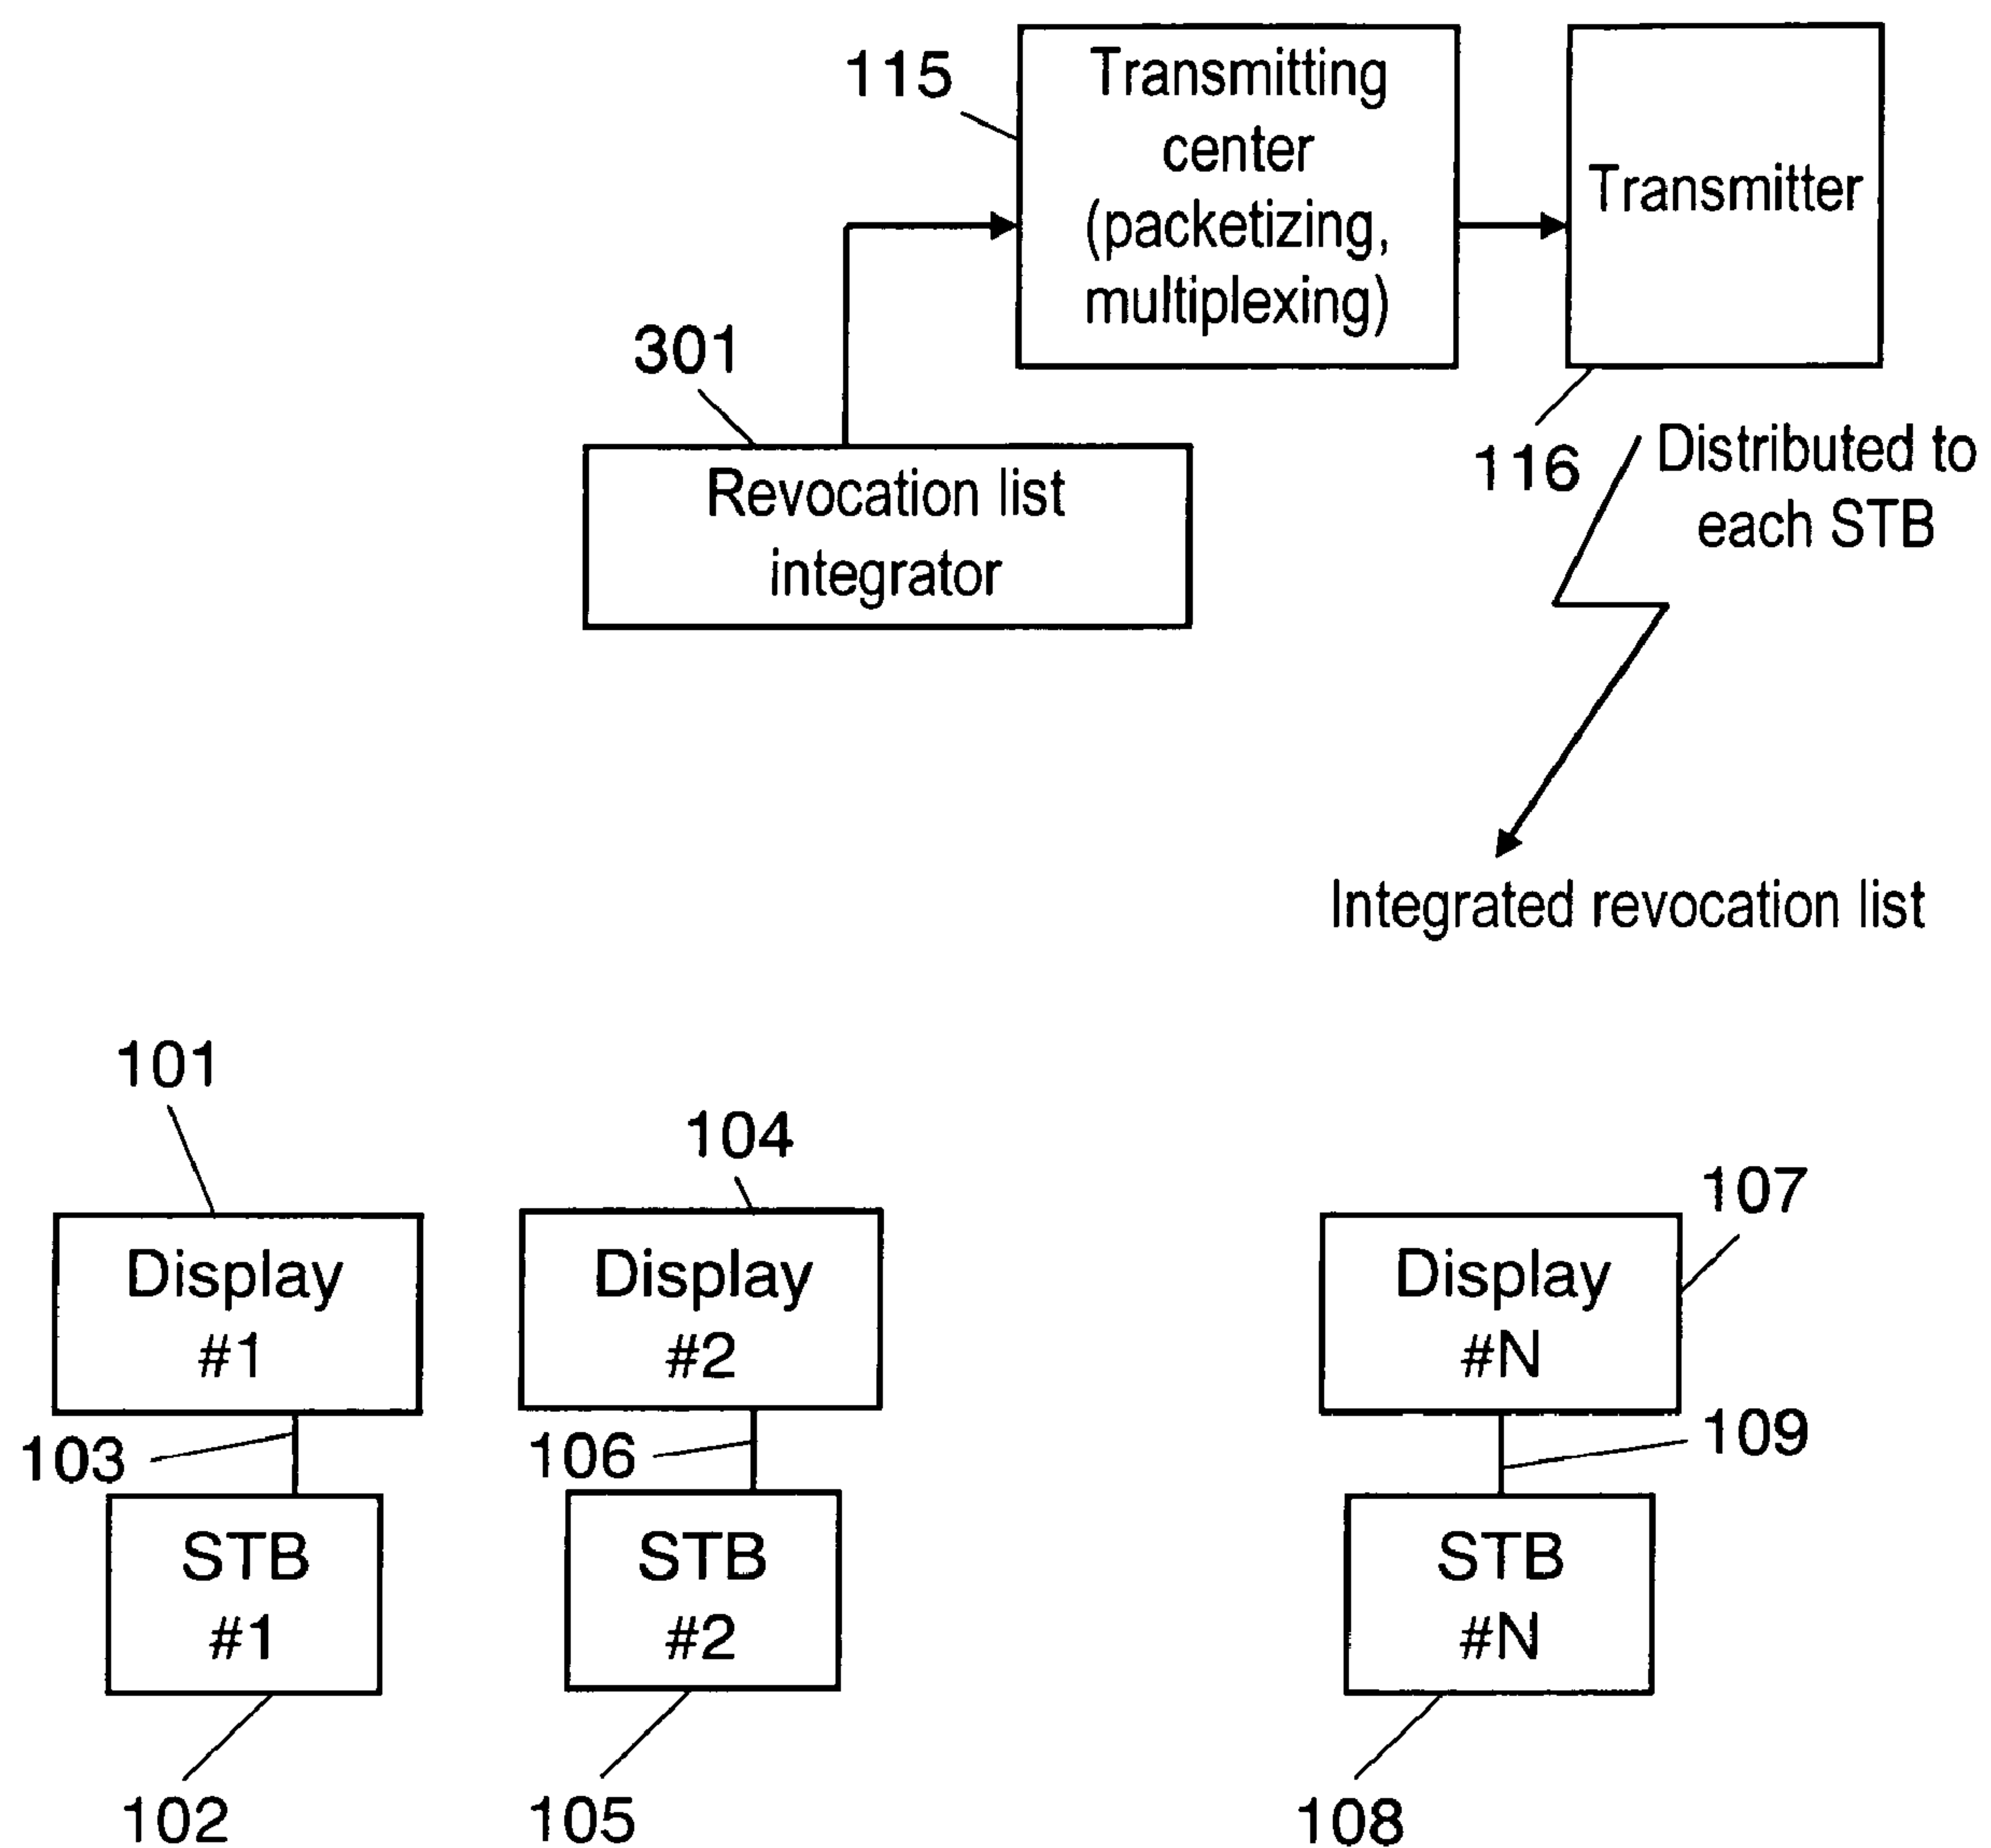 115
Transmitting
center
(packetizing,
multiplexing)
Transmitter
301
Revocation list
integrator
116
Distributed to
each STB
Integrated revocation list
101
104
107
Display
#1
Display
#2
Display
#N
103
106
109
STB
#1
STB
#2
STB
#N
102
105
108